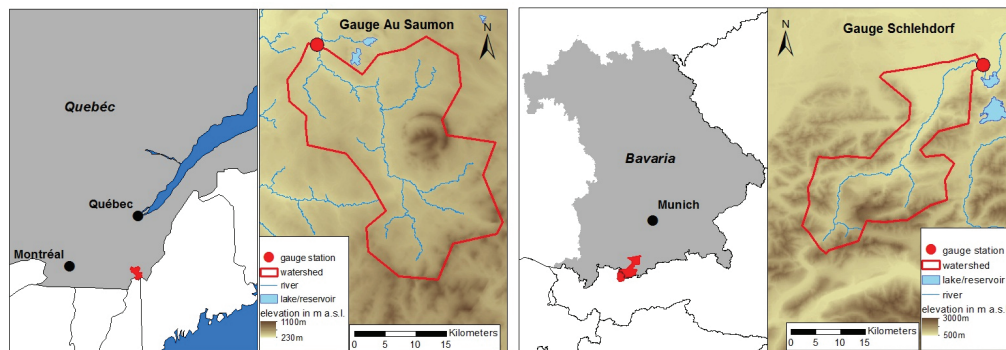 Quebéc
Québec
Montréal
Gauge Au Saumon
N
gauge station
watershed
lake/reservoir
river
elevation in m a.s.l.
1100m
230m
Kilometers
0 5 10 15
Bavaria
Munich
Gauge Schlehdorf
N
gauge station
watershed
lake/reservoir
river
elevation in m a.s.l.
3000m
500m
Kilometers
0 5 10 15